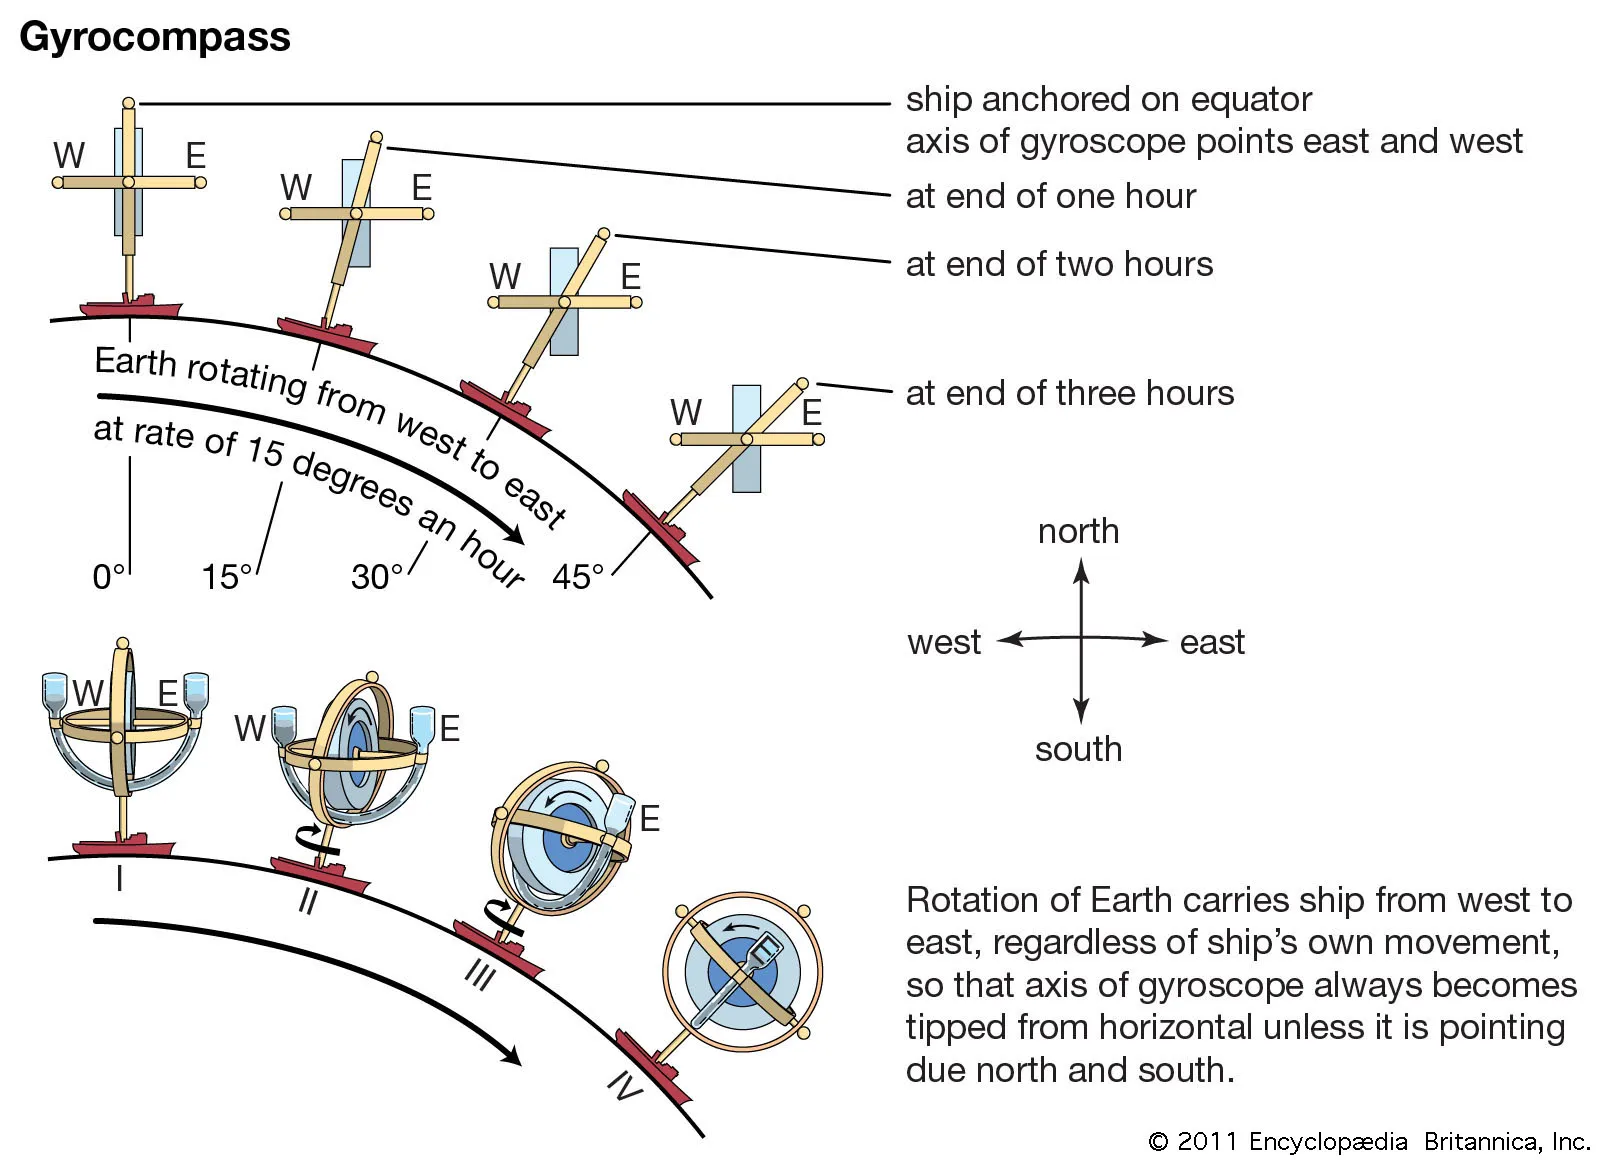 Gyrocompass
ship anchored on equator
axis of gyroscope points east and west
W E
at end of one hour
W E
at end of two hours
W E
at end of three hours
W E
Earth rotating from west to east
at rate of 15 degrees an hour
0° 15° 30° 45°
north
west east
south
W E
W E
E
E
I
II
III
IV
Rotation of Earth carries ship from west to
east, regardless of ship's own movement,
so that axis of gyroscope always becomes
tipped from horizontal unless it is pointing
due north and south.
© 2011 Encyclopædia Britannica, Inc.